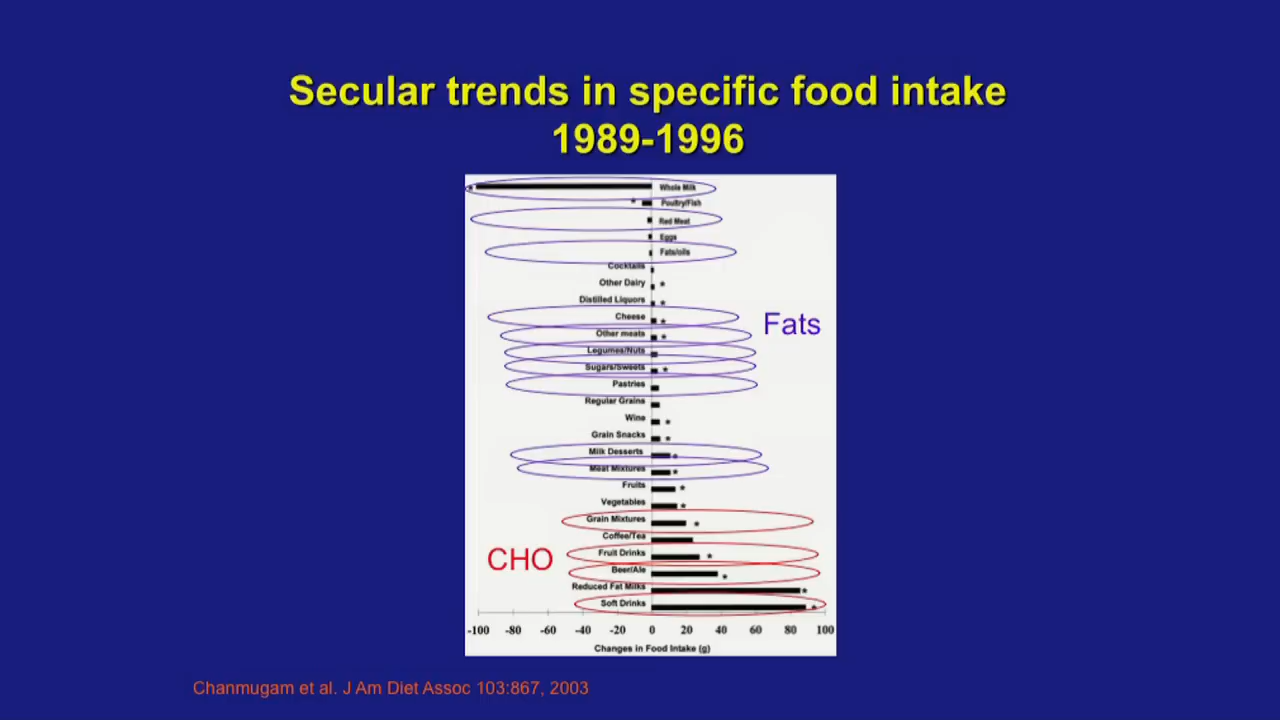 Secular trends in specific food intake
1989-1996
* Whole Milk
* Poultry/Fish
Red Meat
Eggs
Fats/oils
Cocktails
Other Dairy *
Distilled Liquors *
Cheese *
Fats
Other meats *
Legumes/Nuts
Sugars/Sweets *
Pastries
Regular Grains
Wine *
Grain Snacks *
Milk Desserts *
Meat Mixtures *
Fruits *
Vegetables *
Grain Mixtures *
Coffee/Tea
CHO
Fruit Drinks *
Beer/Ale *
Reduced Fat Milks *
Soft Drinks *
-100 -80 -60 -40 -20 0 20 40 60 80 100
Changes in Food Intake (g)
Chanmugam et al. J Am Diet Assoc 103:867, 2003